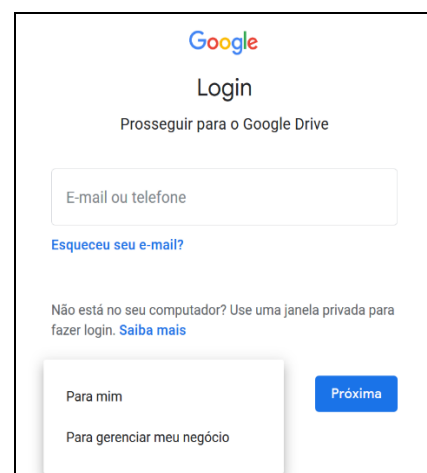 Google
Login
Prosseguir para o Google Drive
E-mail ou telefone
Esqueceu seu e-mail?
Não está no seu computador? Use uma janela privada para
fazer login. Saiba mais
Para mim
Próxima
Para gerenciar meu negócio